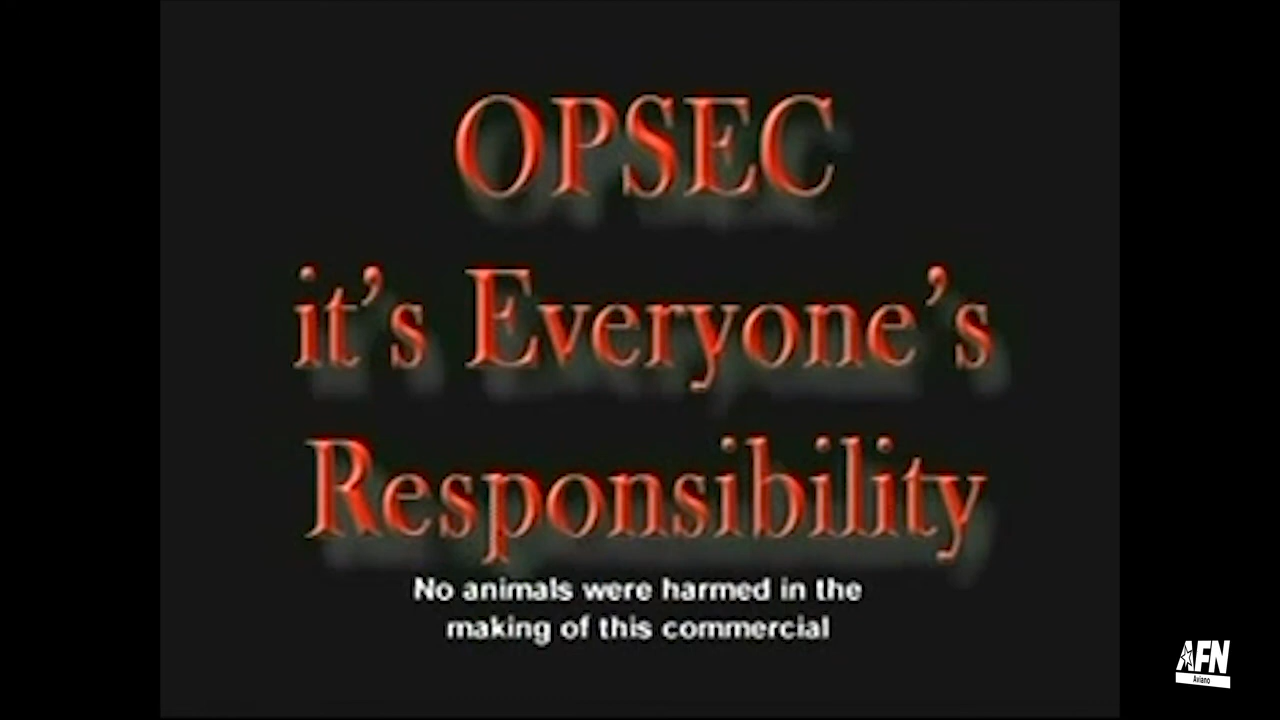 OPSEC
it’s Everyone’s
Responsibility
No animals were harmed in the
making of this commercial
AFN
Aviano